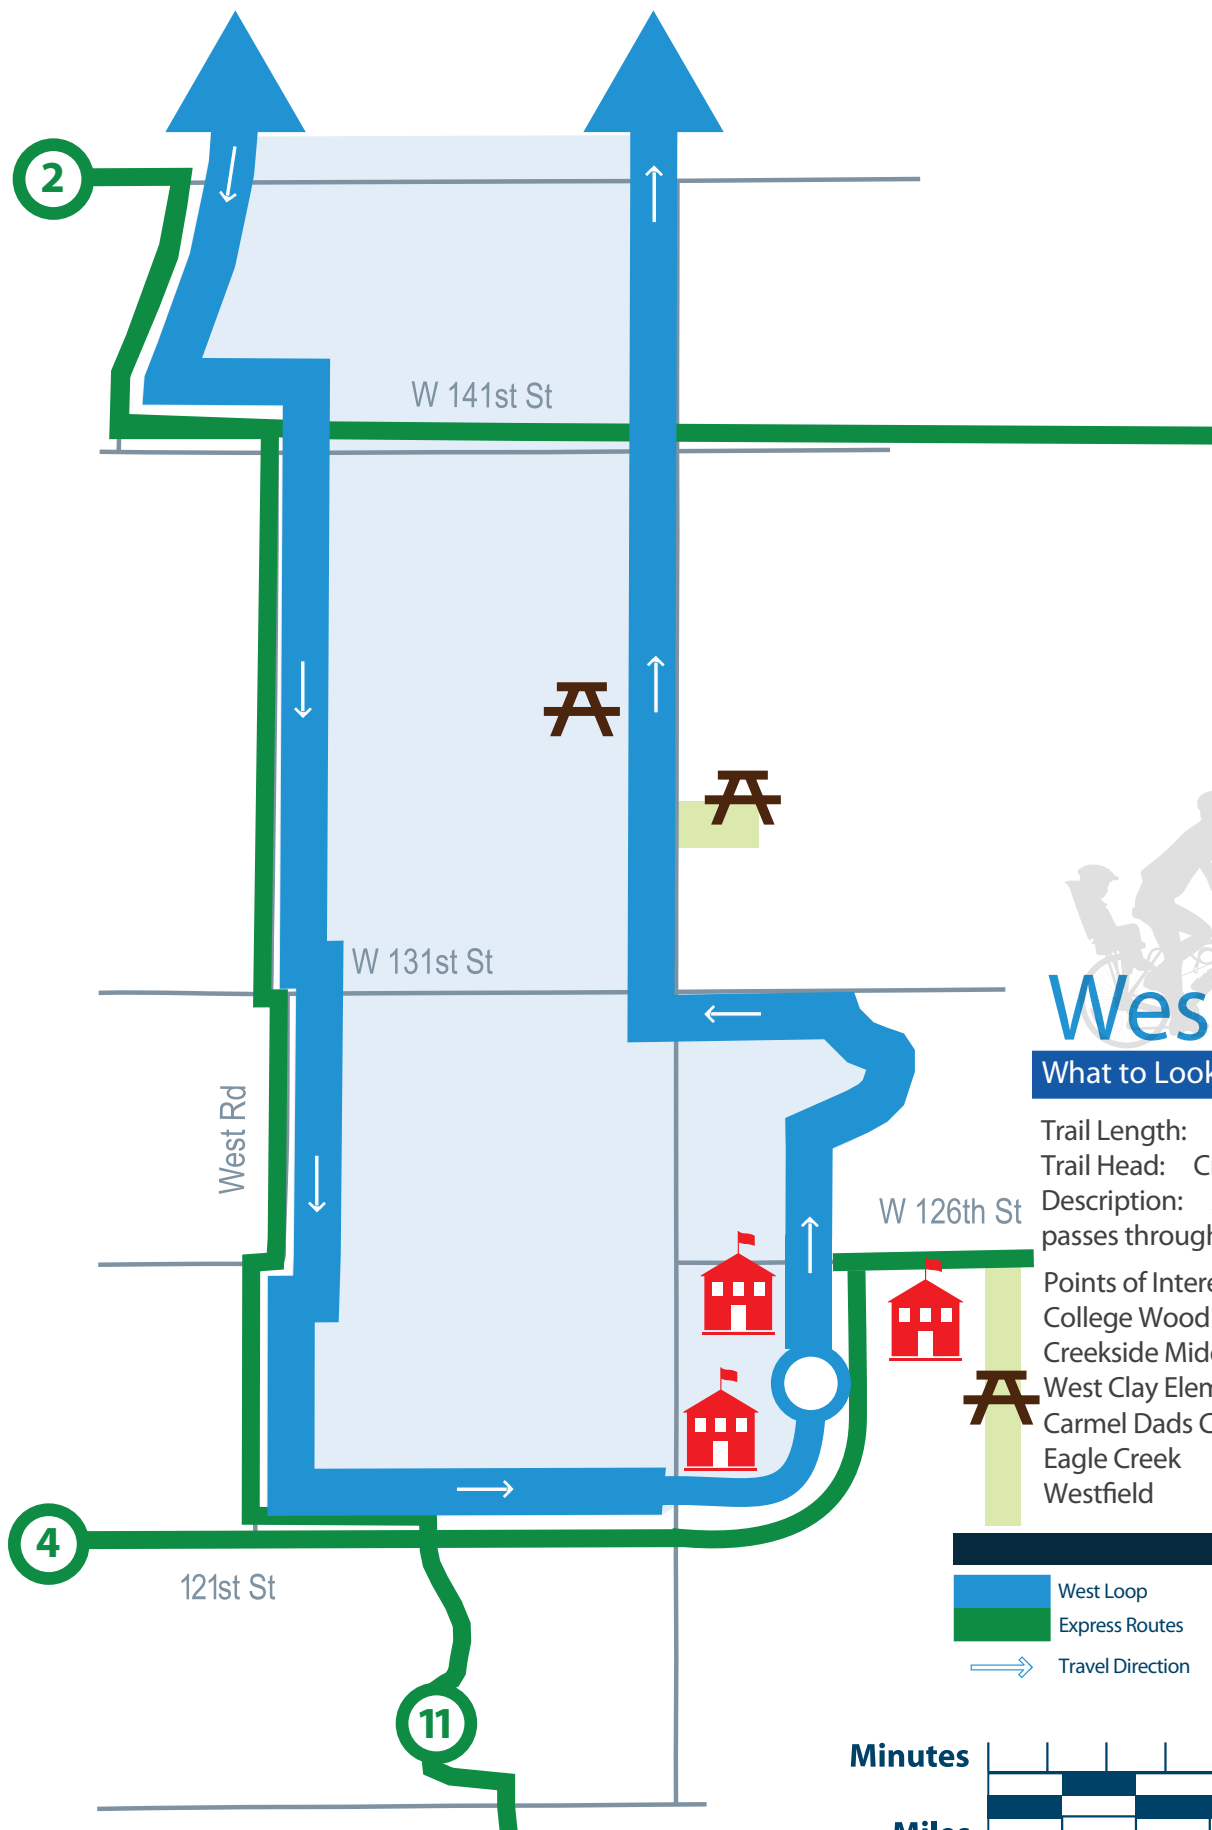 2
W 141st St
W 131st St
West Rd
W 126th St
4
121st St
11
Wes
What to Look
Trail Length:
Trail Head: C
Description:
passes through
Points of Intere
College Wood
Creekside Midd
West Clay Elem
Carmel Dads C
Eagle Creek
Westfield
West Loop
Express Routes
Travel Direction
Minutes
Miles